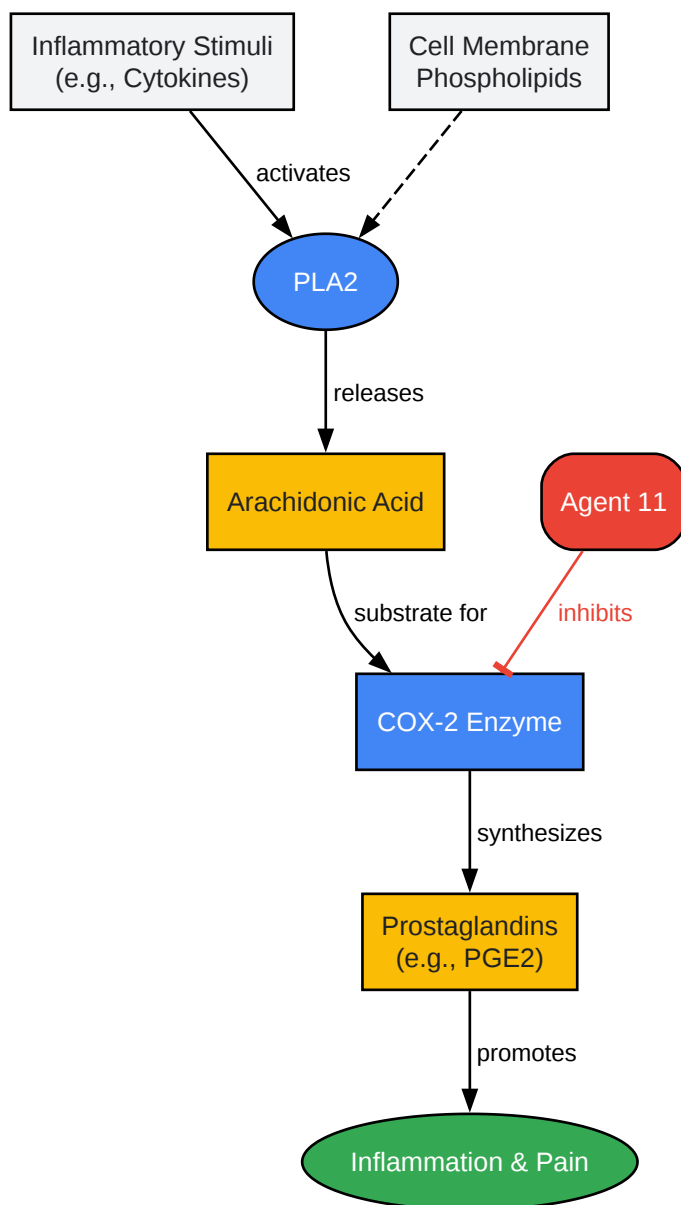 Inflammatory Stimuli
(e.g., Cytokines)
Cell Membrane
Phospholipids
activates
PLA2
releases
Arachidonic Acid
Agent 11
substrate for
inhibits
COX-2 Enzyme
synthesizes
Prostaglandins
(e.g., PGE2)
promotes
Inflammation & Pain